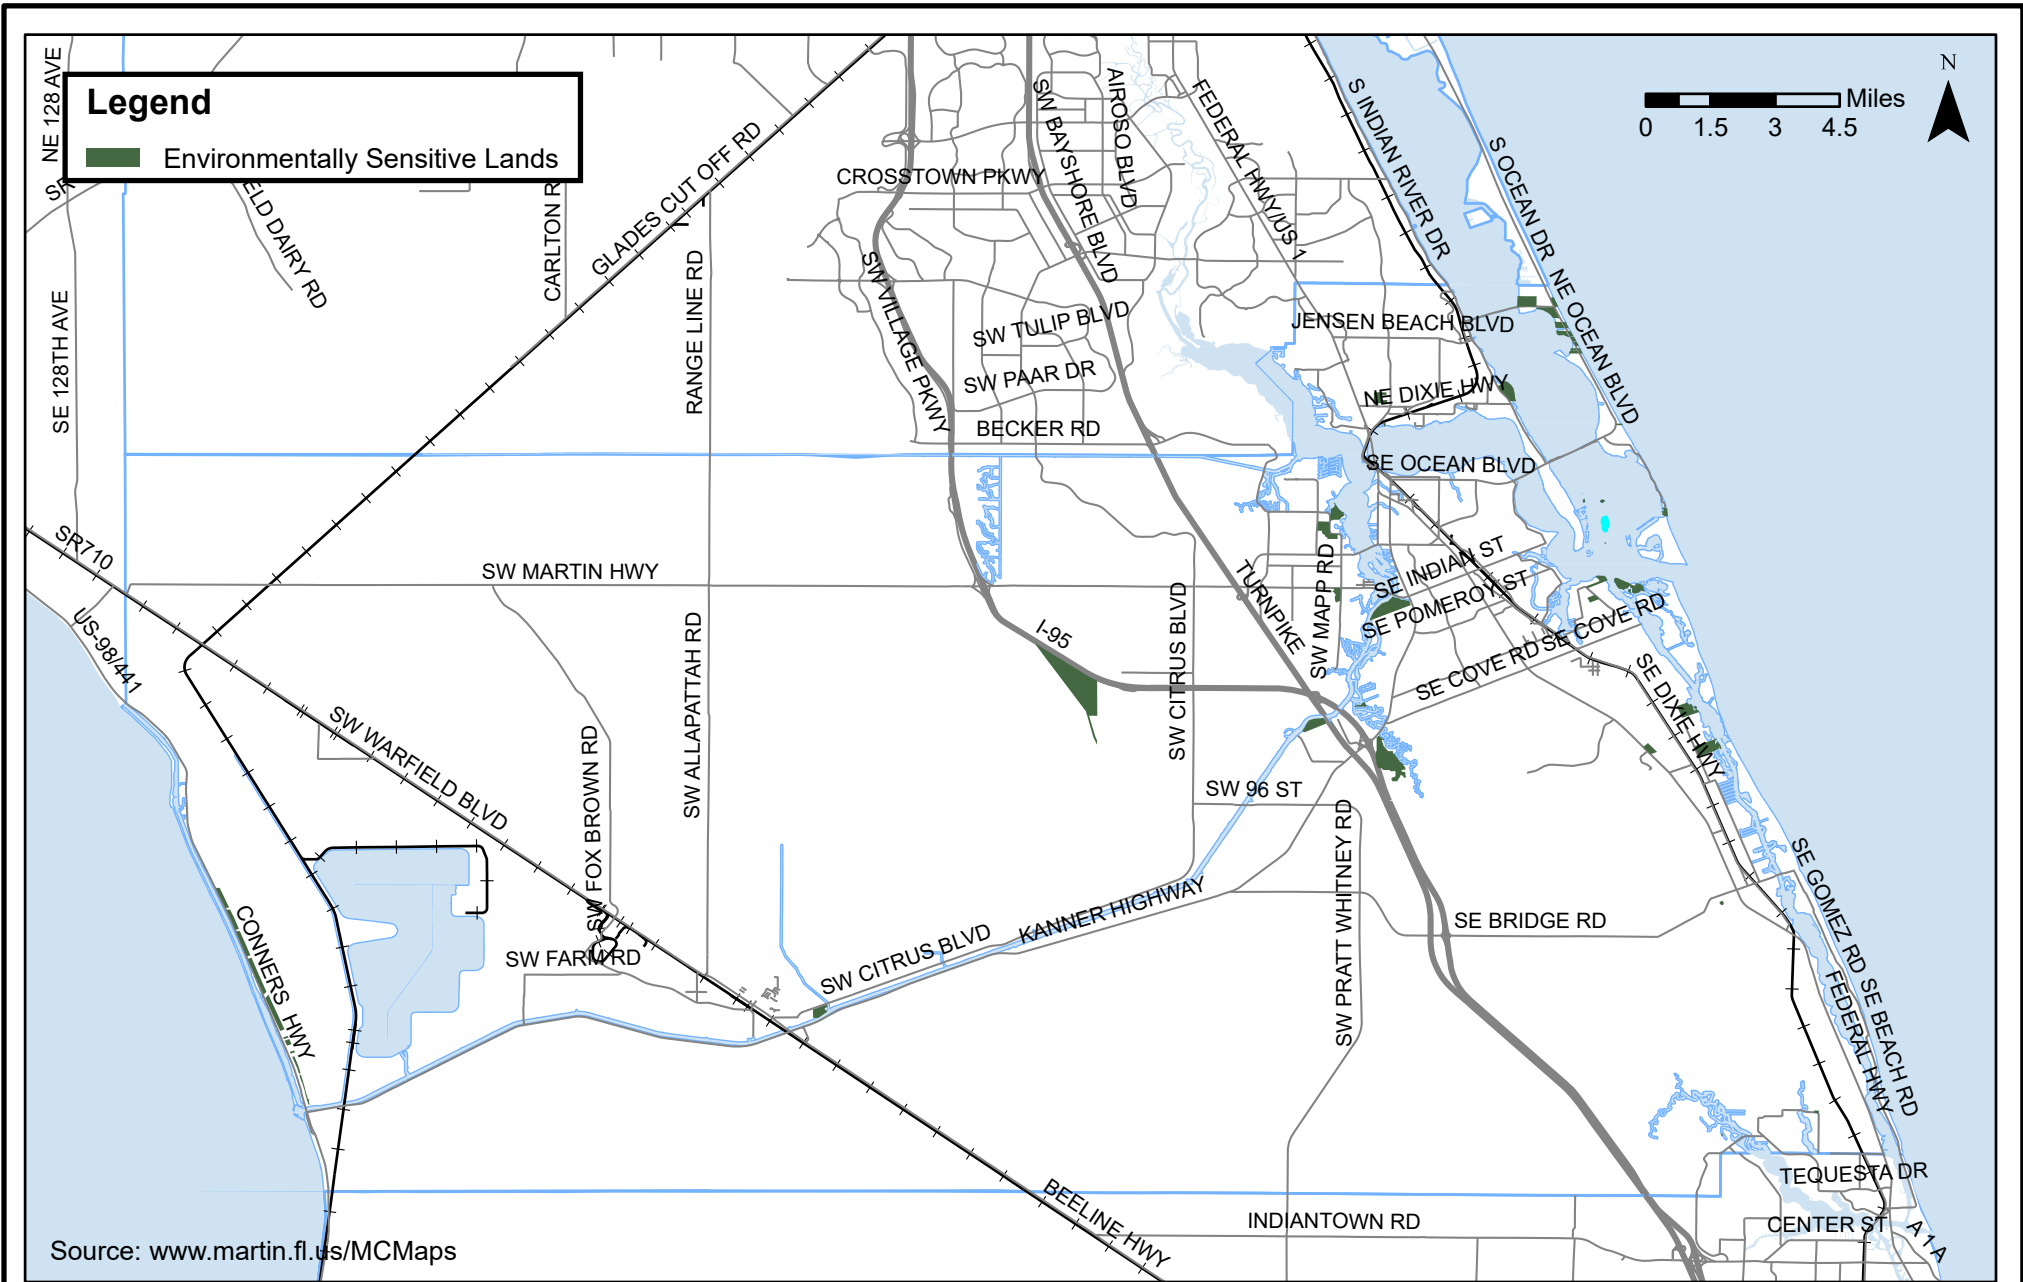 Legend
Environmentally Sensitive Lands
N
Miles
0 1.5 3 4.5
NE 128 AVE
SR
ELD DAIRY RD
CARLTON R
GLADES CUT OFF RD
RANGE LINE RD
SE 128TH AVE
CROSSTOWN PKWY
SW BAYSHORE BLVD
AIROSO BLVD
FEDERAL HWY/US 1
S INDIAN RIVER DR
S OCEAN DR
NE OCEAN BLVD
SW VILLAGE PKWY
SW TULIP BLVD
SW PAAR DR
BECKER RD
JENSEN BEACH BLVD
NE DIXIE HWY
SE OCEAN BLVD
SR710
SW MARTIN HWY
US-98/441
I-95
TURNPIKE
SW CITRUS BLVD
SW MAPP RD
SE INDIAN ST
SE POMEROY ST
SE COVE RD
SE COVE RD
SE DIXIE HWY
SW ALLAPATTAH RD
SW FOX BROWN RD
SW WARFIELD BLVD
SW 96 ST
SW PRATT WHITNEY RD
SE GOMEZ RD
CONNERS HWY
SW FARM RD
SW CITRUS BLVD
KANNER HIGHWAY
SE BRIDGE RD
FEDERAL HWY
SE BEACH RD
BEELINE HWY
TEQUESTA DR
INDIANTOWN RD
CENTER ST
A 1 A
Source: www.martin.fl.us/MCMaps